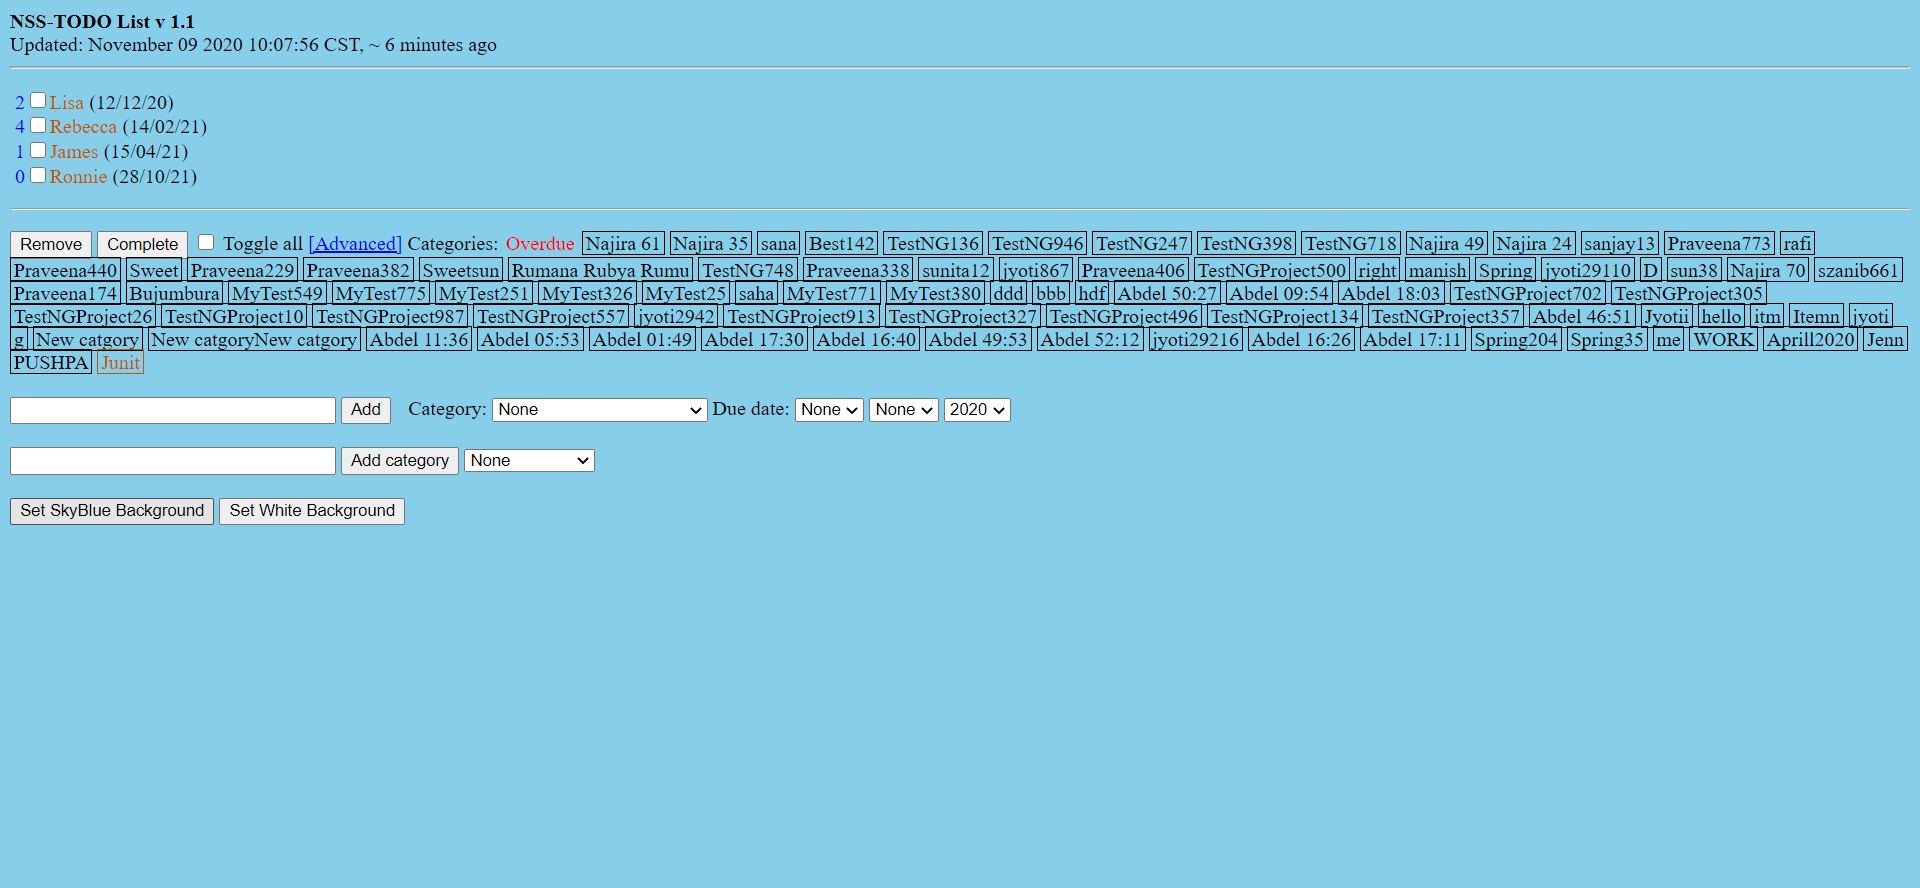 NSS-TODO List v 1.1
Updated: November 09 2020 10:07:56 CST, ~ 6 minutes ago
2 Lisa (12/12/20)
4 Rebecca (14/02/21)
1 James (15/04/21)
0 Ronnie (28/10/21)
Remove Complete Toggle all [Advanced] Categories: Overdue Najira 61 Najira 35 sana Best142 TestNG136 TestNG946 TestNG247 TestNG398 TestNG718 Najira 49 Najira 24 sanjay13 Praveena773 rafi
Praveena440 Sweet Praveena229 Praveena382 Sweetsun Rumana Rubya Rumu TestNG748 Praveena338 sunita12 jyoti867 Praveena406 TestNGProject500 right manish Spring jyoti29110 D sun38 Najira 70 szanib661
Praveena174 Bujumbura MyTest549 MyTest775 MyTest251 MyTest326 MyTest25 saha MyTest771 MyTest380 ddd bbb hdf Abdel 50:27 Abdel 09:54 Abdel 18:03 TestNGProject702 TestNGProject305
TestNGProject26 TestNGProject10 TestNGProject987 TestNGProject557 jyoti2942 TestNGProject913 TestNGProject327 TestNGProject496 TestNGProject134 TestNGProject357 Abdel 46:51 Jyotii hello itm Itemn jyoti
g New catgory New catgoryNew catgory Abdel 11:36 Abdel 05:53 Abdel 01:49 Abdel 17:30 Abdel 16:40 Abdel 49:53 Abdel 52:12 jyoti29216 Abdel 16:26 Abdel 17:11 Spring204 Spring35 me WORK Aprill2020 Jenn
PUSHPA Junit
Add Category: None Due date: None None 2020
Add category None
Set SkyBlue Background Set White Background